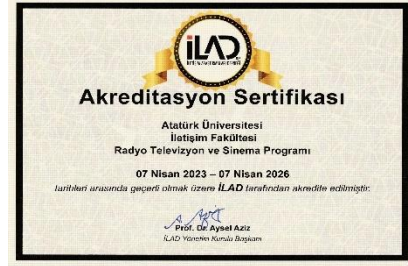 İLAD
Akreditasyon Sertifikası
Atatürk Üniversitesi
İletişim Fakültesi
Radyo Televizyon ve Sinema Programı
07 Nisan 2023 – 07 Nisan 2026
tarihleri arasında geçerli olmak üzere İLAD tarafından akredite edilmiştir.
Prof. Dr. Aysel Aziz
İLAD Yönetim Kurulu Başkanı